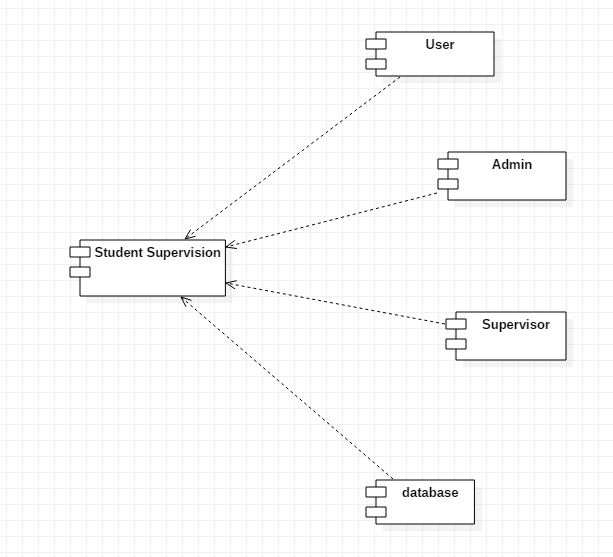 User
Admin
Student Supervision
Supervisor
database